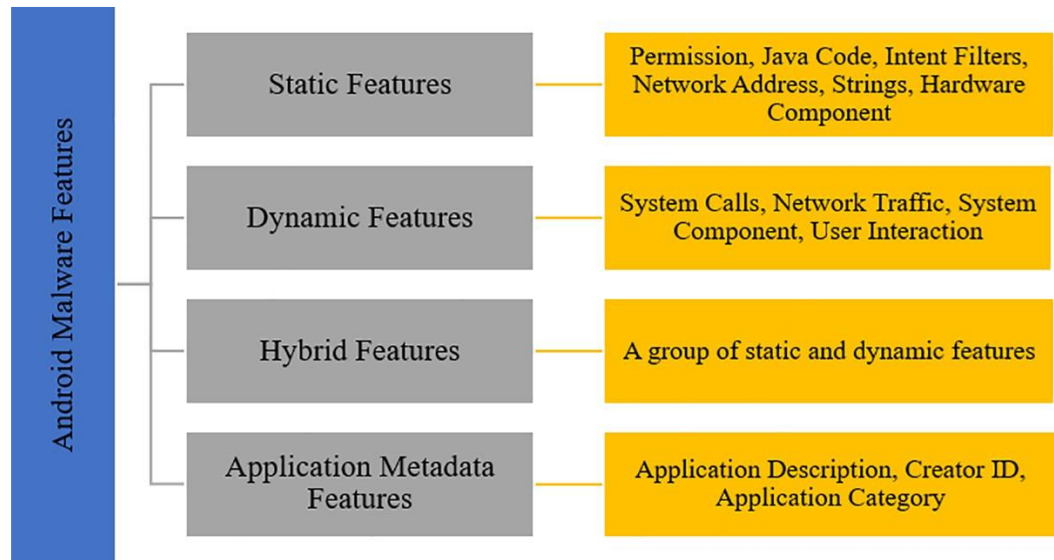 Android Malware Features
Static Features
Permission, Java Code, Intent Filters,
Network Address, Strings, Hardware
Component
Dynamic Features
System Calls, Network Traffic, System
Component, User Interaction
Hybrid Features
A group of static and dynamic features
Application Metadata
Features
Application Description, Creator ID,
Application Category